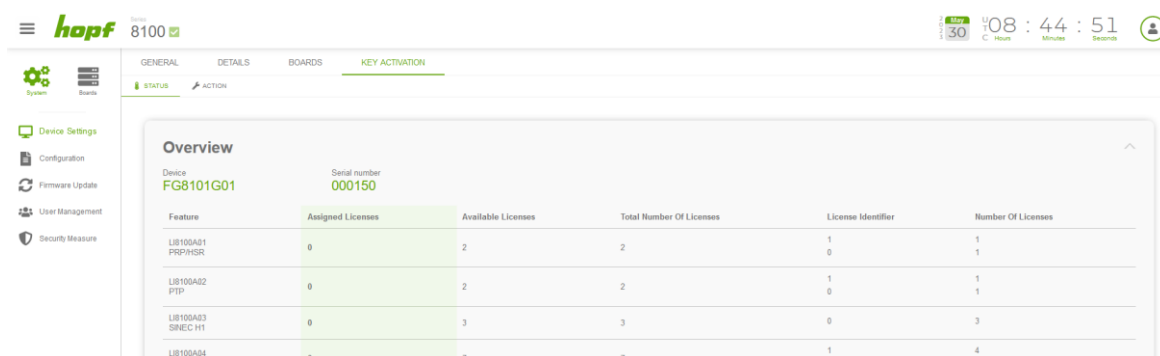 hopf
Series
8100
2023
May
30
UTC
08 : 44 : 51
Hours Minutes Seconds
System Boards
GENERAL DETAILS BOARDS KEY ACTIVATION
STATUS ACTION
Device Settings
Configuration
Firmware Update
User Management
Security Measure
Overview
Device Serial number
FG8101G01 000150
Feature Assigned Licenses Available Licenses Total Number Of Licenses License Identifier Number Of Licenses
LI8100A01
PRP/HSR
0 2 2
1 1
0 1
LI8100A02
PTP
0 2 2
1 1
0 1
LI8100A03
SINEC H1
0 3 3 0 3
LI8100A04
1 4